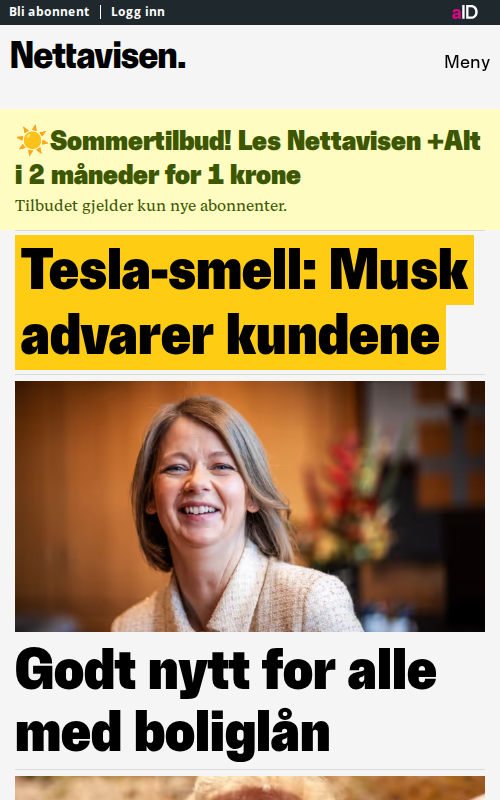 Bli abonnent | Logg inn
aID
Nettavisen.
Meny
☀️Sommertilbud! Les Nettavisen +Alt
i 2 måneder for 1 krone
Tilbudet gjelder kun nye abonnenter.
Tesla-smell: Musk
advarer kundene
Godt nytt for alle
med boliglån